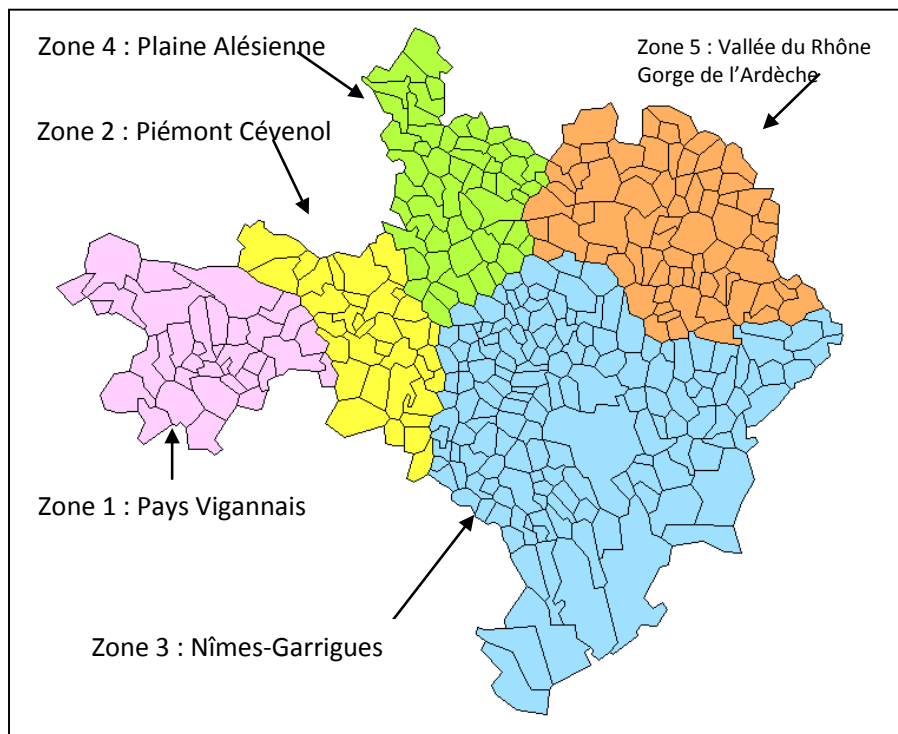 Zone 4 : Plaine Alésienne
Zone 5 : Vallée du Rhône
Gorge de l’Ardèche
Zone 2 : Piémont Cévenol
Zone 1 : Pays Vigannais
Zone 3 : Nîmes-Garrigues